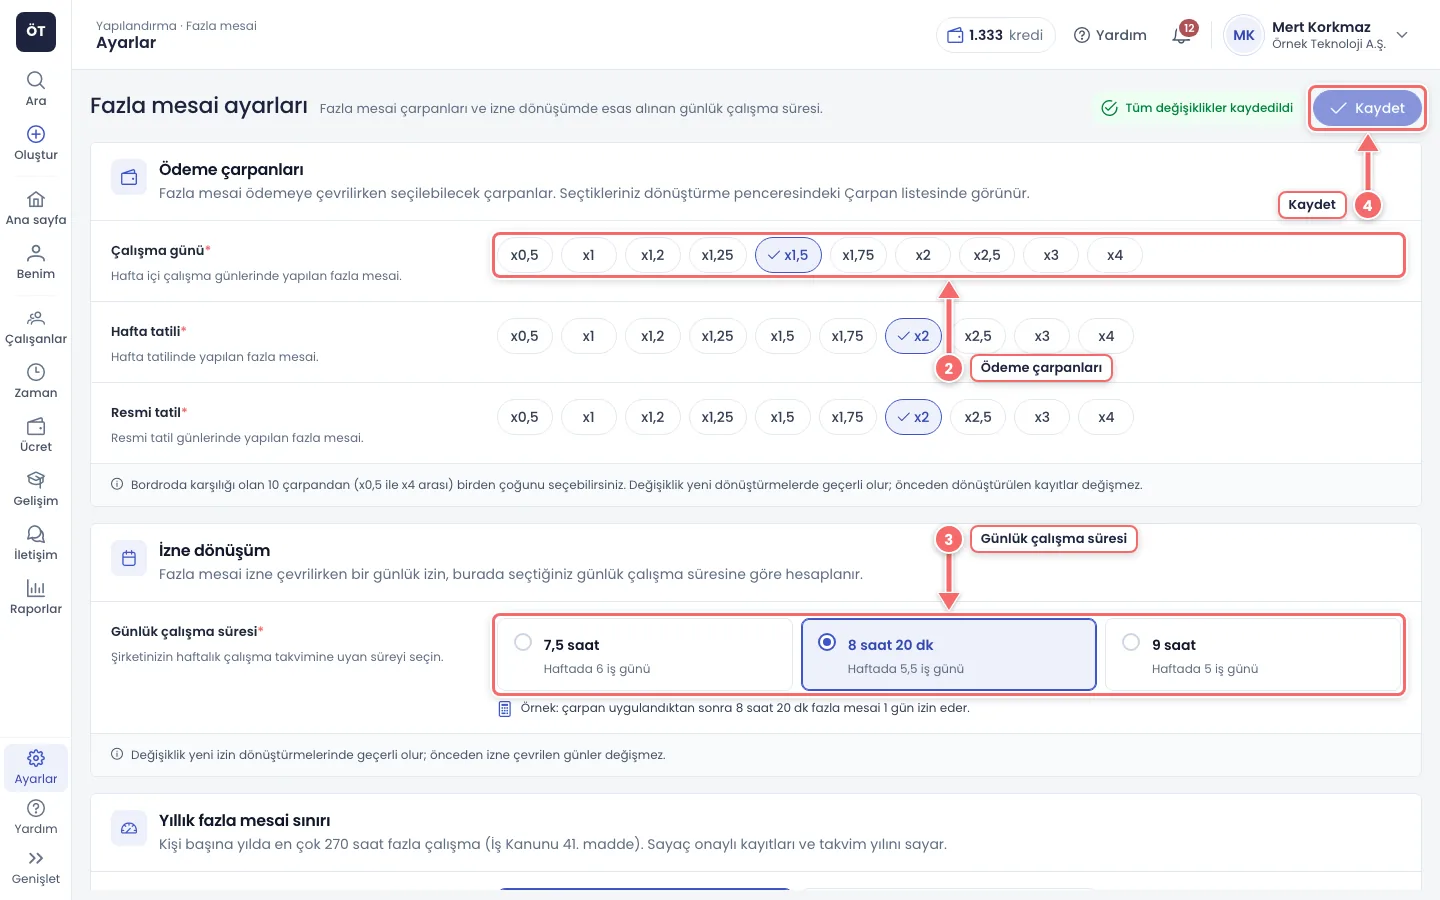 ÖT
Ara
Oluştur
Ana sayfa
Benim
Çalışanlar
Zaman
Ücret
Gelişim
İletişim
Raporlar
Ayarlar
Yardım
Genişlet
Yapılandırma · Fazla mesai
Ayarlar
1.333 kredi
Yardım
12
MK
Mert Korkmaz
Örnek Teknoloji A.Ş.
Fazla mesai ayarları
Fazla mesai çarpanları ve izne dönüşümde esas alınan günlük çalışma süresi.
Tüm değişiklikler kaydedildi
Kaydet
Kaydet
4
Ödeme çarpanları
Fazla mesai ödemeye çevrilirken seçilebilecek çarpanlar. Seçtikleriniz dönüştürme penceresindeki Çarpan listesinde görünür.
Çalışma günü*
Hafta içi çalışma günlerinde yapılan fazla mesai.
x0,5 x1 x1,2 x1,25 x1,5 x1,75 x2 x2,5 x3 x4
Hafta tatili*
Hafta tatilinde yapılan fazla mesai.
x0,5 x1 x1,2 x1,25 x1,5 x1,75 x2 x2,5 x3 x4
2
Ödeme çarpanları
Resmi tatil*
Resmi tatil günlerinde yapılan fazla mesai.
x0,5 x1 x1,2 x1,25 x1,5 x1,75 x2 x2,5 x3 x4
Bordroda karşılığı olan 10 çarpandan (x0,5 ile x4 arası) birden çoğunu seçebilirsiniz. Değişiklik yeni dönüştürmelerde geçerli olur; önceden dönüştürülen kayıtlar değişmez.
İzne dönüşüm
Fazla mesai izne çevrilirken bir günlük izin, burada seçtiğiniz günlük çalışma süresine göre hesaplanır.
3
Günlük çalışma süresi
Günlük çalışma süresi*
Şirketinizin haftalık çalışma takvimine uyan süreyi seçin.
7,5 saat
Haftada 6 iş günü
8 saat 20 dk
Haftada 5,5 iş günü
9 saat
Haftada 5 iş günü
Örnek: çarpan uygulandıktan sonra 8 saat 20 dk fazla mesai 1 gün izin eder.
Değişiklik yeni izin dönüştürmelerinde geçerli olur; önceden izne çevrilen günler değişmez.
Yıllık fazla mesai sınırı
Kişi başına yılda en çok 270 saat fazla çalışma (İş Kanunu 41. madde). Sayaç onaylı kayıtları ve takvim yılını sayar.